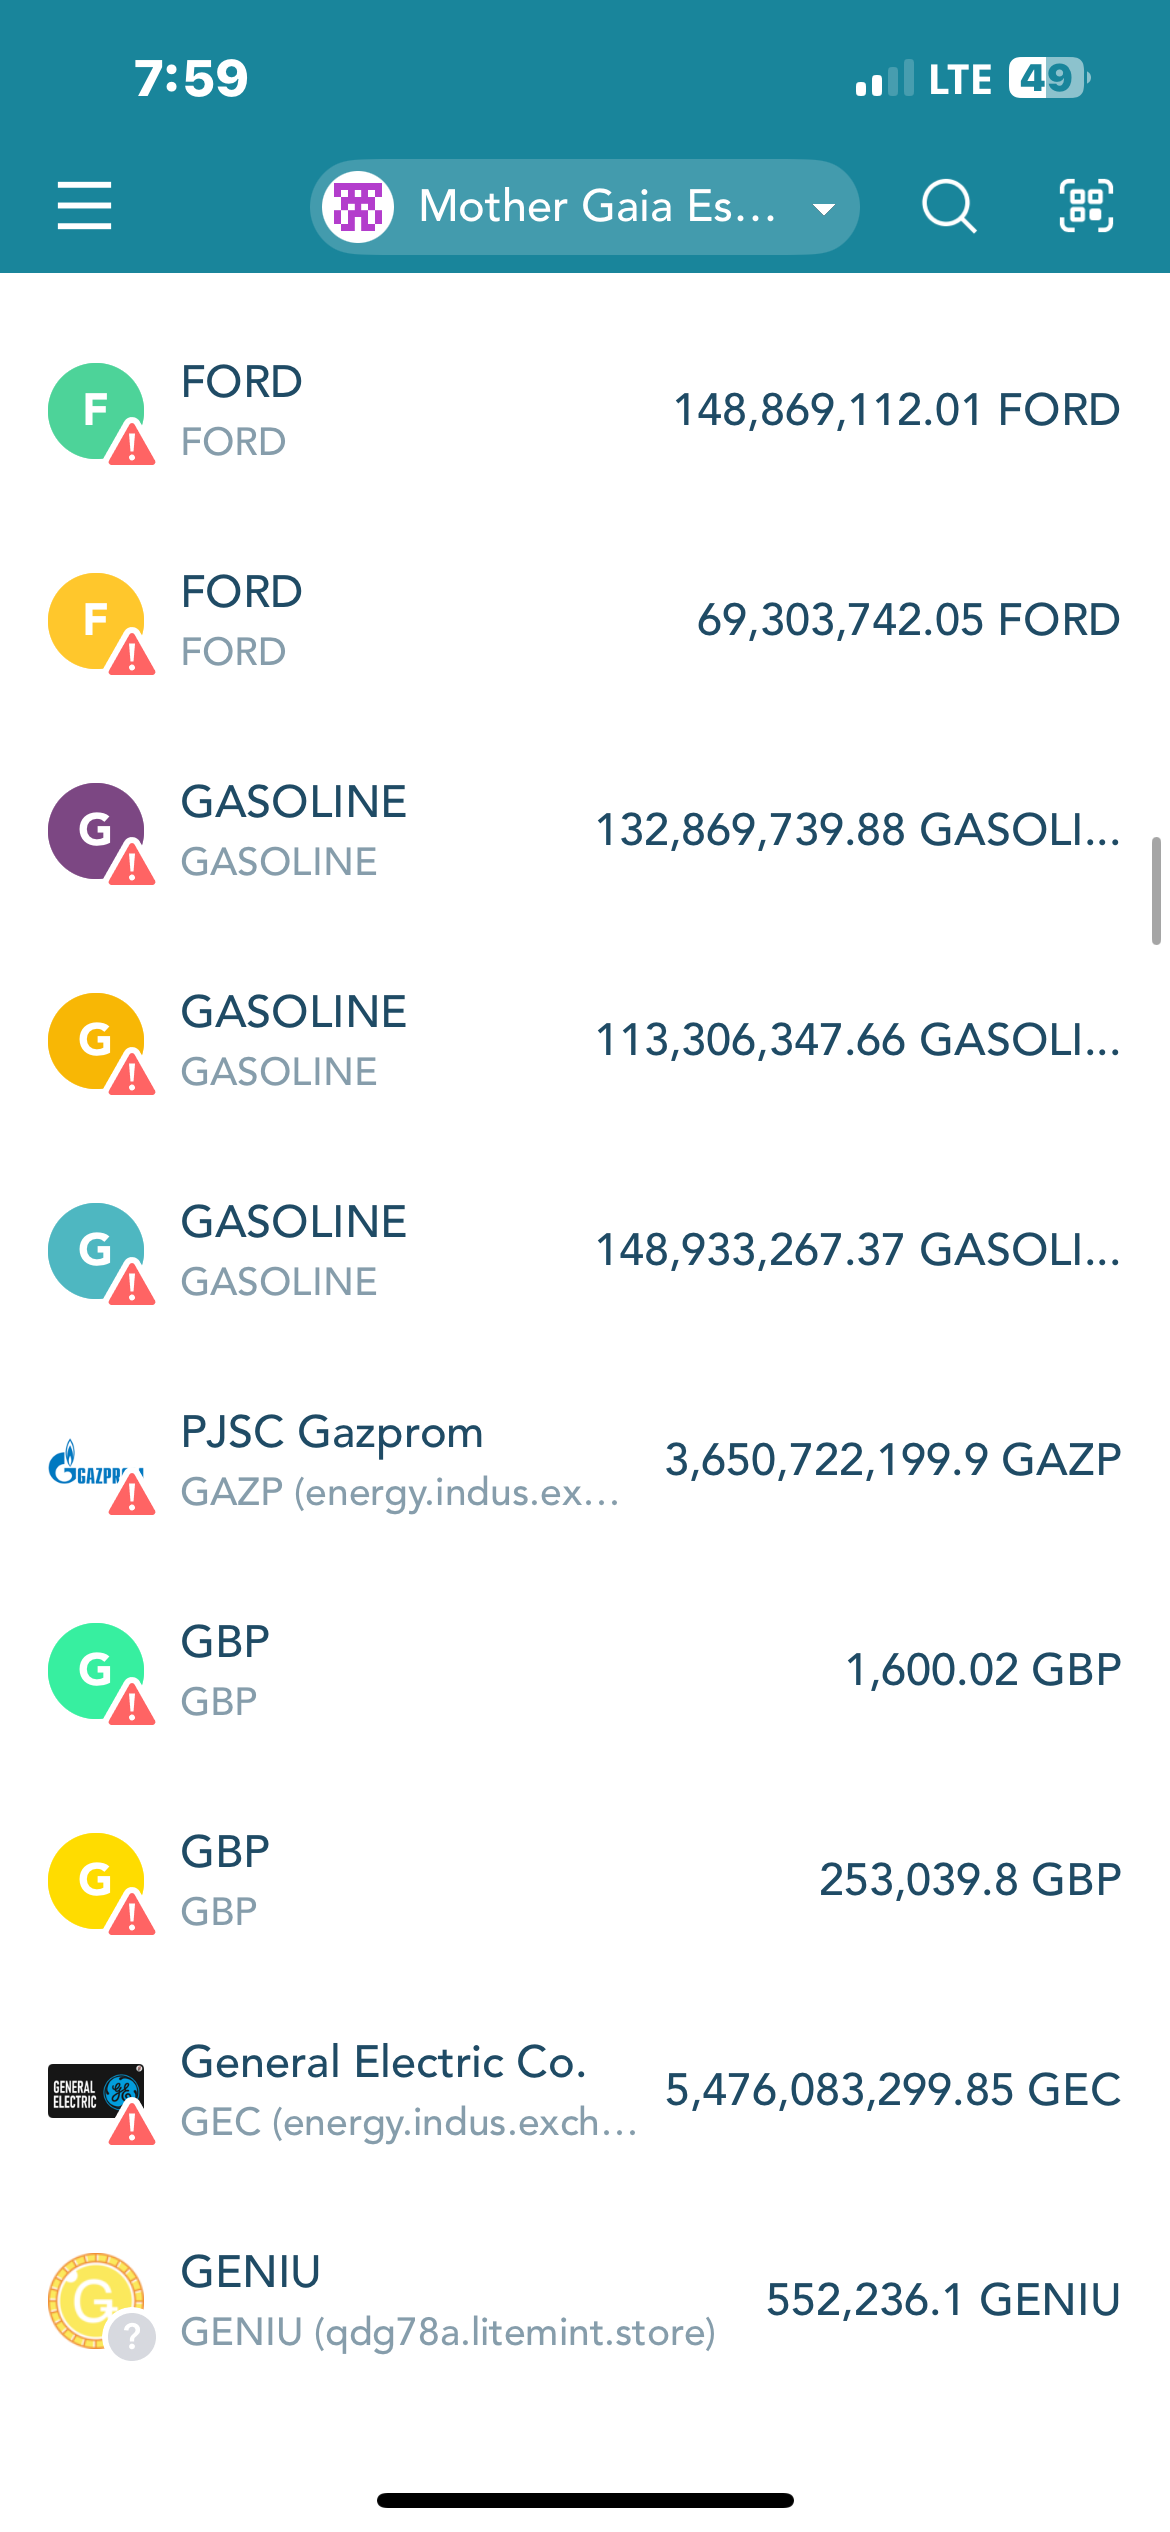 7:59
LTE 49
Mother Gaia Es...
F
FORD
FORD
148,869,112.01 FORD
F
FORD
FORD
69,303,742.05 FORD
G
GASOLINE
GASOLINE
132,869,739.88 GASOLI...
G
GASOLINE
GASOLINE
113,306,347.66 GASOLI...
G
GASOLINE
GASOLINE
148,933,267.37 GASOLI...
PJSC Gazprom
GAZP (energy.indus.ex...
3,650,722,199.9 GAZP
G
GBP
GBP
1,600.02 GBP
G
GBP
GBP
253,039.8 GBP
GENERAL
ELECTRIC
General Electric Co.
GEC (energy.indus.exch...
5,476,083,299.85 GEC
G
?
GENIU
GENIU (qdg78a.litemint.store)
552,236.1 GENIU